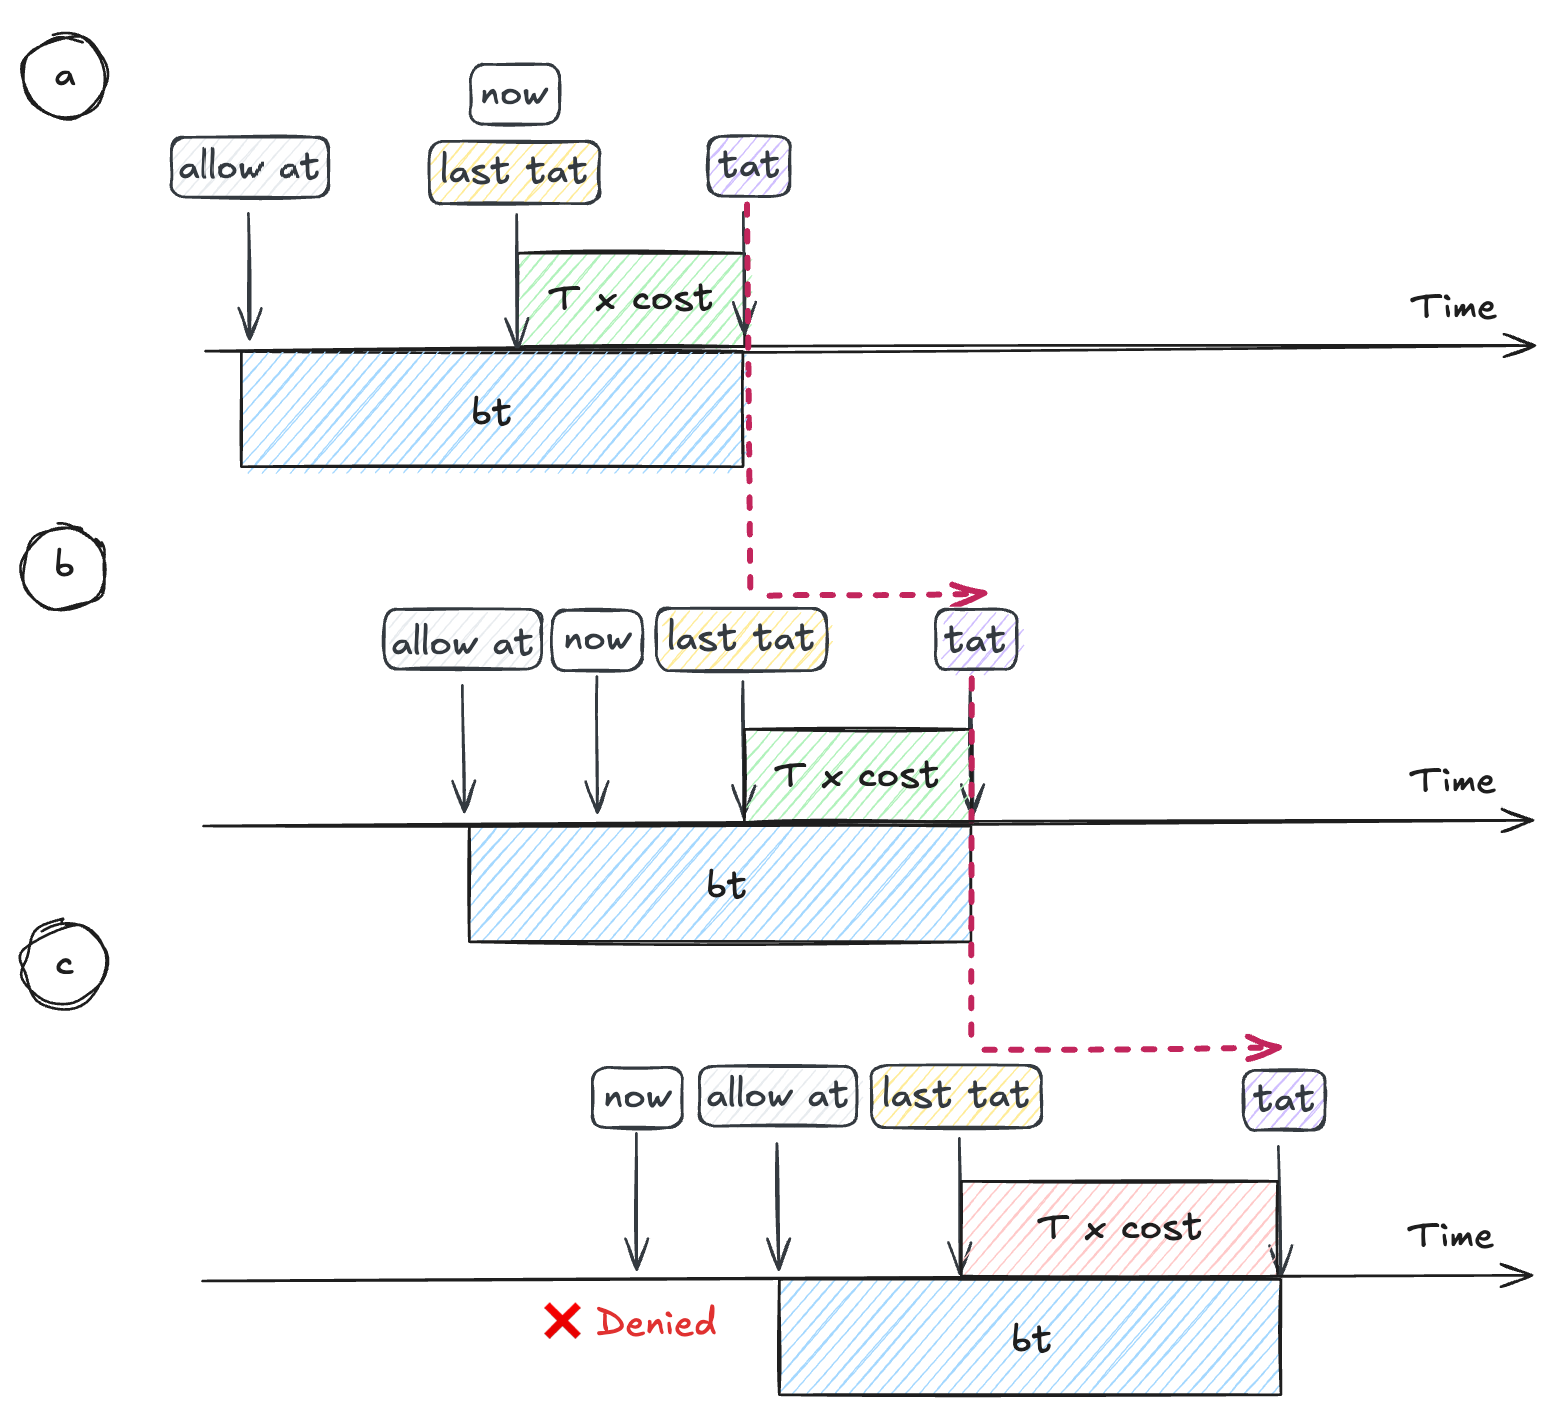 a
now
allow at
last tat
tat
T x cost
Time
bt
b
allow at
now
last tat
tat
T x cost
Time
bt
c
now
allow at
last tat
tat
T x cost
Time
❌ Denied
bt